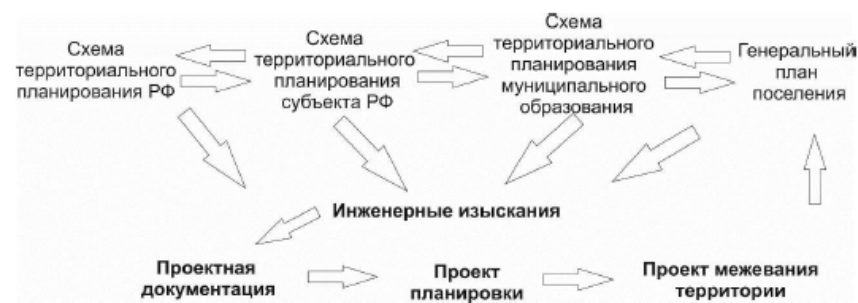 Схема
территориального
планирования РФ
Схема
территориального
планирования
субъекта РФ
Схема
территориального
планирования
муниципального
образования
Генеральный
план
поселения
Инженерные изыскания
Проектная
документация
Проект
планировки
Проект межевания
территории